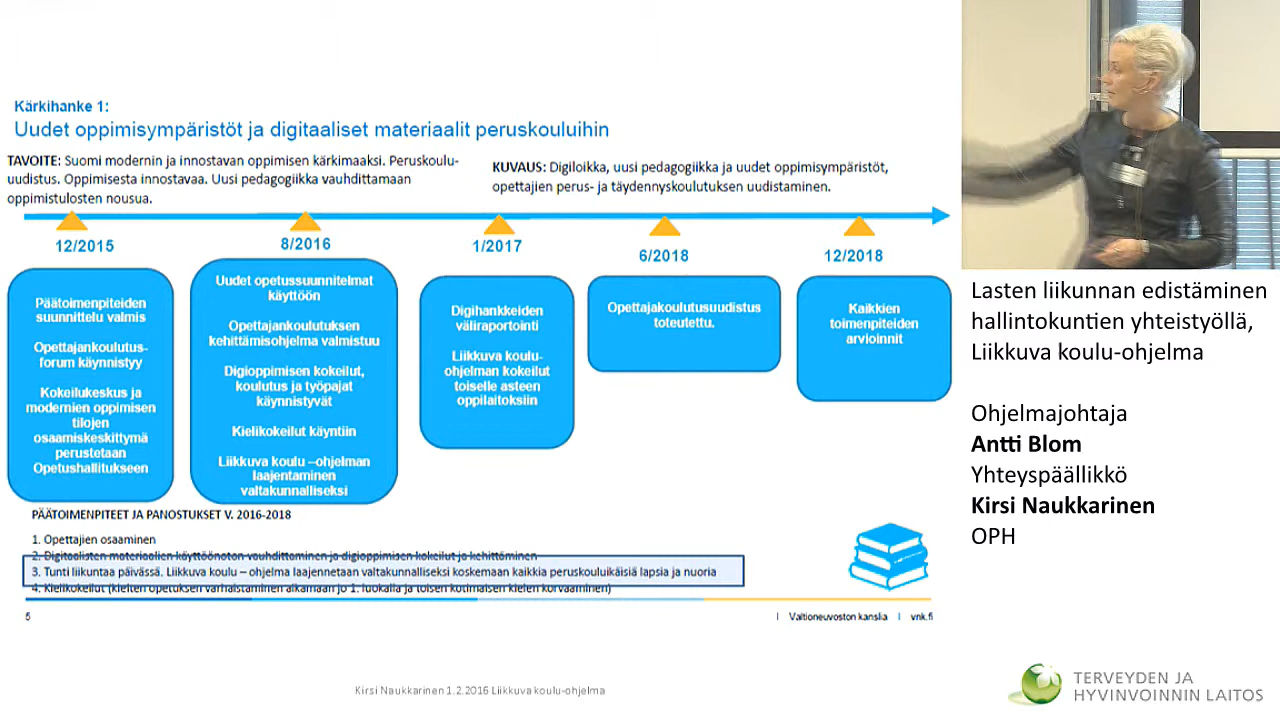 Kärkihanke 1:
Uudet oppimisympäristöt ja digitaaliset materiaalit peruskouluihin
TAVOITE: Suomi modernin ja innostavan oppimisen kärkimaaksi. Peruskoulu-
uudistus. Oppimisesta innostavaa. Uusi pedagogiikka vauhdittamaan
oppimistulosten nousua.
KUVAUS: Digiloikka, uusi pedagogiikka ja uudet oppimisympäristöt,
opettajien perus- ja täydennyskoulutuksen uudistaminen.
12/2015
Päätoimenpiteiden
suunnittelu valmis
Opettajankoulutus-
forum käynnistyy
Kokeilukeskus ja
modernien oppimisen
tilojen
osaamiskeskittymä
perustetaan
Opetushallitukseen
8/2016
Uudet opetussuunnitelmat
käyttöön
Opettajankoulutuksen
kehittämisohjelma valmistuu
Digioppimisen kokeilut,
koulutus ja työpajat
käynnistyvät
Kielikokeilut käyntiin
Liikkuva koulu –ohjelman
laajentaminen
valtakunnalliseksi
1/2017
Digihankkeiden
väliraportointi
Liikkuva koulu-
ohjelman kokeilut
toiselle asteen
oppilaitoksiin
6/2018
Opettajakoulutusuudistus
toteutettu.
12/2018
Kaikkien
toimenpiteiden
arvioinnit
PÄÄTOIMENPITEET JA PANOSTUKSET V. 2016-2018
1. Opettajien osaaminen
2. Digitaalisten materiaalien käyttöönoton vauhdittaminen ja digioppimisen kokeilut ja kehittäminen
3. Tunti liikuntaa päivässä. Liikkuva koulu – ohjelma laajennetaan valtakunnalliseksi koskemaan kaikkia peruskouluikäisiä lapsia ja nuoria
4. Kielikokeilut (kielten opetuksen varhaistaminen alkamaan jo 1. luokalla ja toisen kotimaisen kielen korvaaminen)
5
| Valtioneuvoston kanslia | vnk.fi
Kirsi Naukkarinen 1.2.2016 Liikkuva koulu-ohjelma
Lasten liikunnan edistäminen
hallintokuntien yhteistyöllä,
Liikkuva koulu-ohjelma
Ohjelmajohtaja
Antti Blom
Yhteyspäällikkö
Kirsi Naukkarinen
OPH
TERVEYDEN JA
HYVINVOINNIN LAITOS